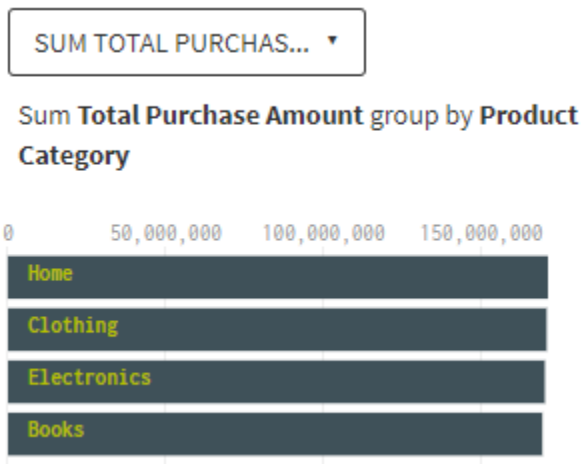 SUM TOTAL PURCHAS... ▼
Sum Total Purchase Amount group by Product
Category
0 50,000,000 100,000,000 150,000,000
Home
Clothing
Electronics
Books